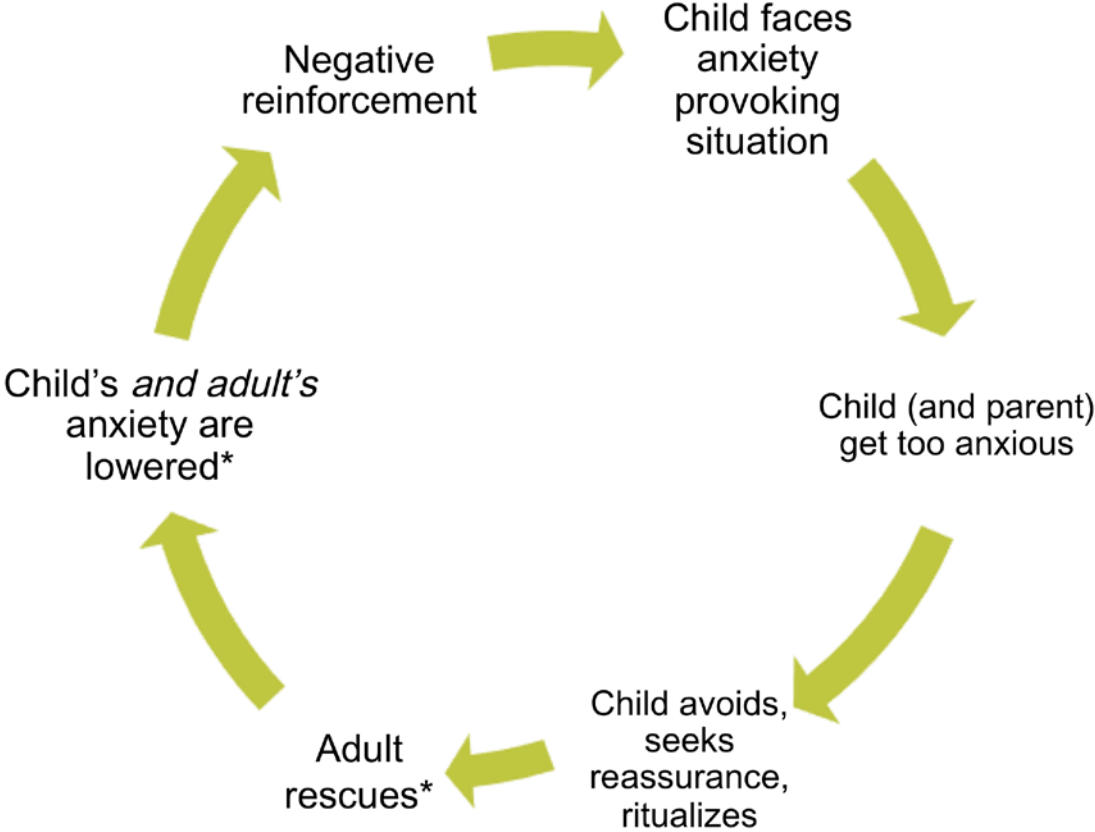 Negative
reinforcement
Child faces
anxiety
provoking
situation
Child (and parent)
get too anxious
Child avoids,
seeks
reassurance,
ritualizes
Adult
rescues*
Child’s and adult’s
anxiety are
lowered*